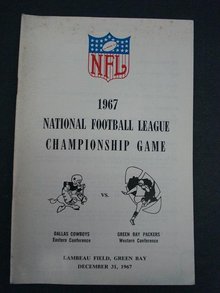 NFL
1967
NATIONAL FOOTBALL LEAGUE
CHAMPIONSHIP GAME
VS.
DALLAS COWBOYS
Eastern Conference
GREEN BAY PACKERS
Western Conference
LAMBEAU FIELD, GREEN BAY
DECEMBER 31, 1967